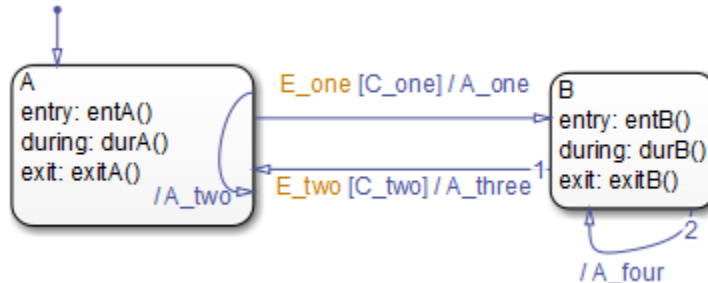 A
entry: entA()
during: durA()
exit: exitA()
/ A_two
E_one [C_one] / A_one
E_two [C_two] / A_three
1
B
entry: entB()
during: durB()
exit: exitB()
2
/ A_four